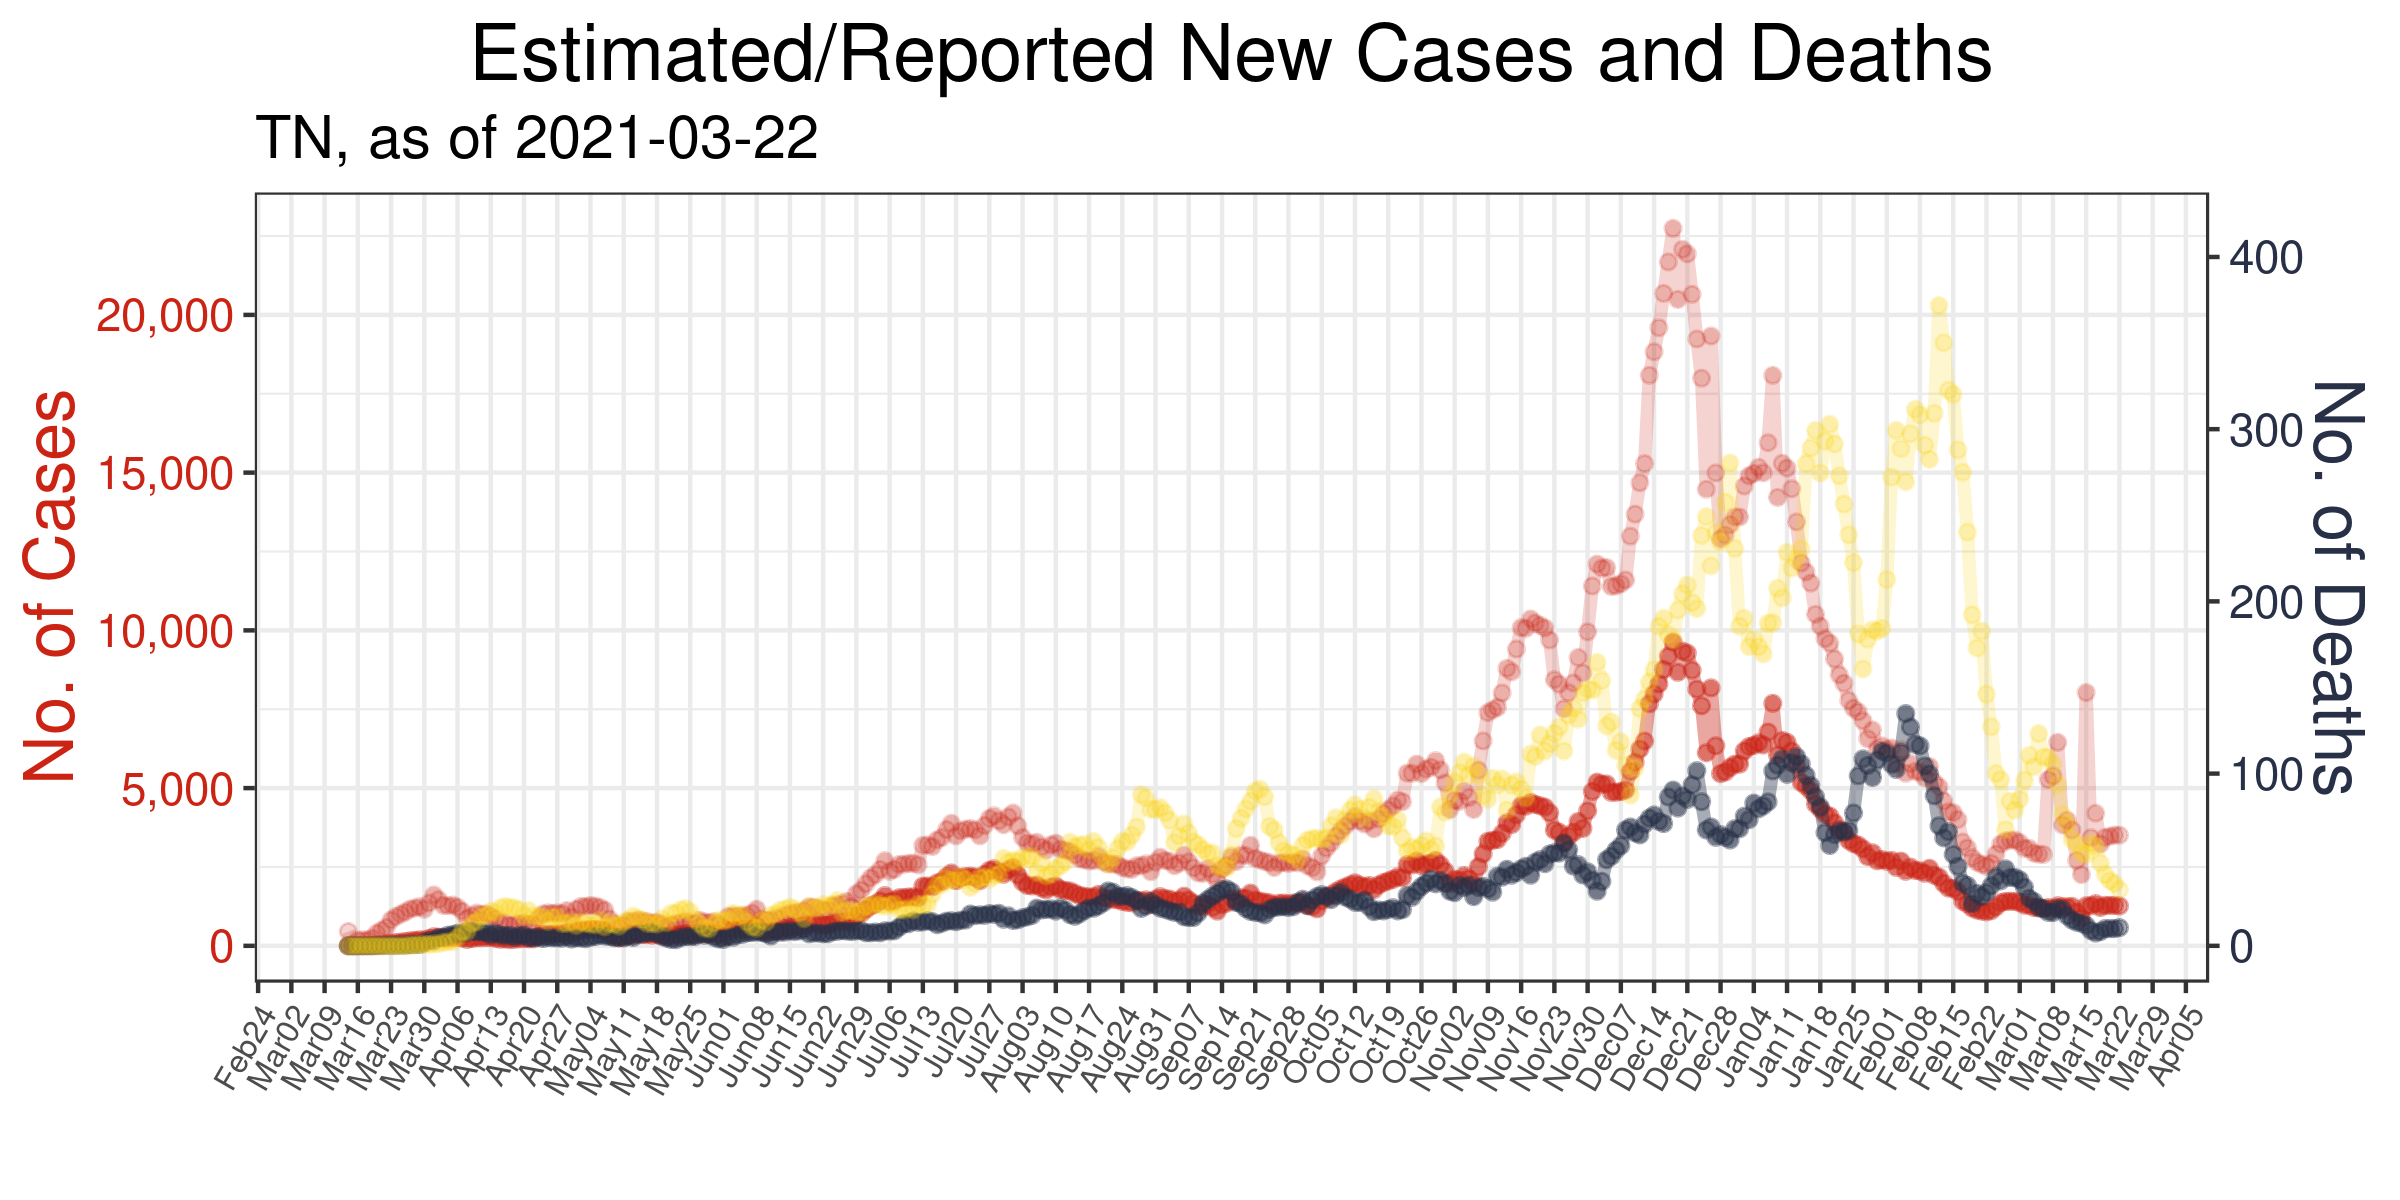 Estimated/Reported New Cases and Deaths
TN, as of 2021-03-22
No. of Cases
20,000
15,000
10,000
5,000
0
400
300
200
100
0
No. of Deaths
Feb24
Mar02
Mar09
Mar16
Mar23
Mar30
Apr06
Apr13
Apr20
Apr27
May04
May11
May18
May25
Jun01
Jun08
Jun15
Jun22
Jun29
Jul06
Jul13
Jul20
Jul27
Aug03
Aug10
Aug17
Aug24
Aug31
Sep07
Sep14
Sep21
Sep28
Oct05
Oct12
Oct19
Oct26
Nov02
Nov09
Nov16
Nov23
Nov30
Dec07
Dec14
Dec21
Dec28
Jan04
Jan11
Jan18
Jan25
Feb01
Feb08
Feb15
Feb22
Mar01
Mar08
Mar15
Mar22
Mar29
Apr05